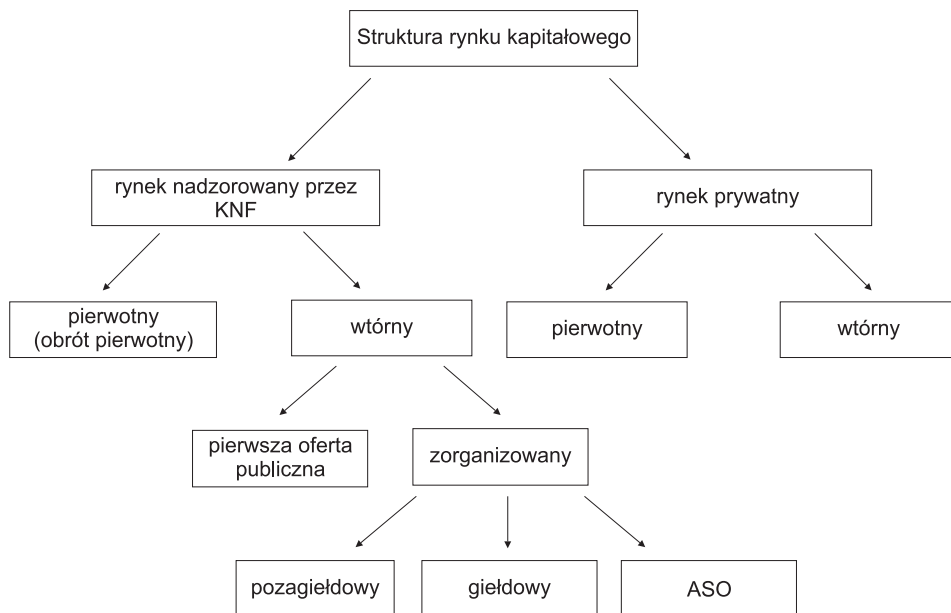 Struktura rynku kapitałowego
rynek nadzorowany przez
KNF
rynek prywatny
pierwotny
(obrót pierwotny)
wtórny
pierwotny
wtórny
pierwsza oferta
publiczna
zorganizowany
pozagiełdowy
giełdowy
ASO